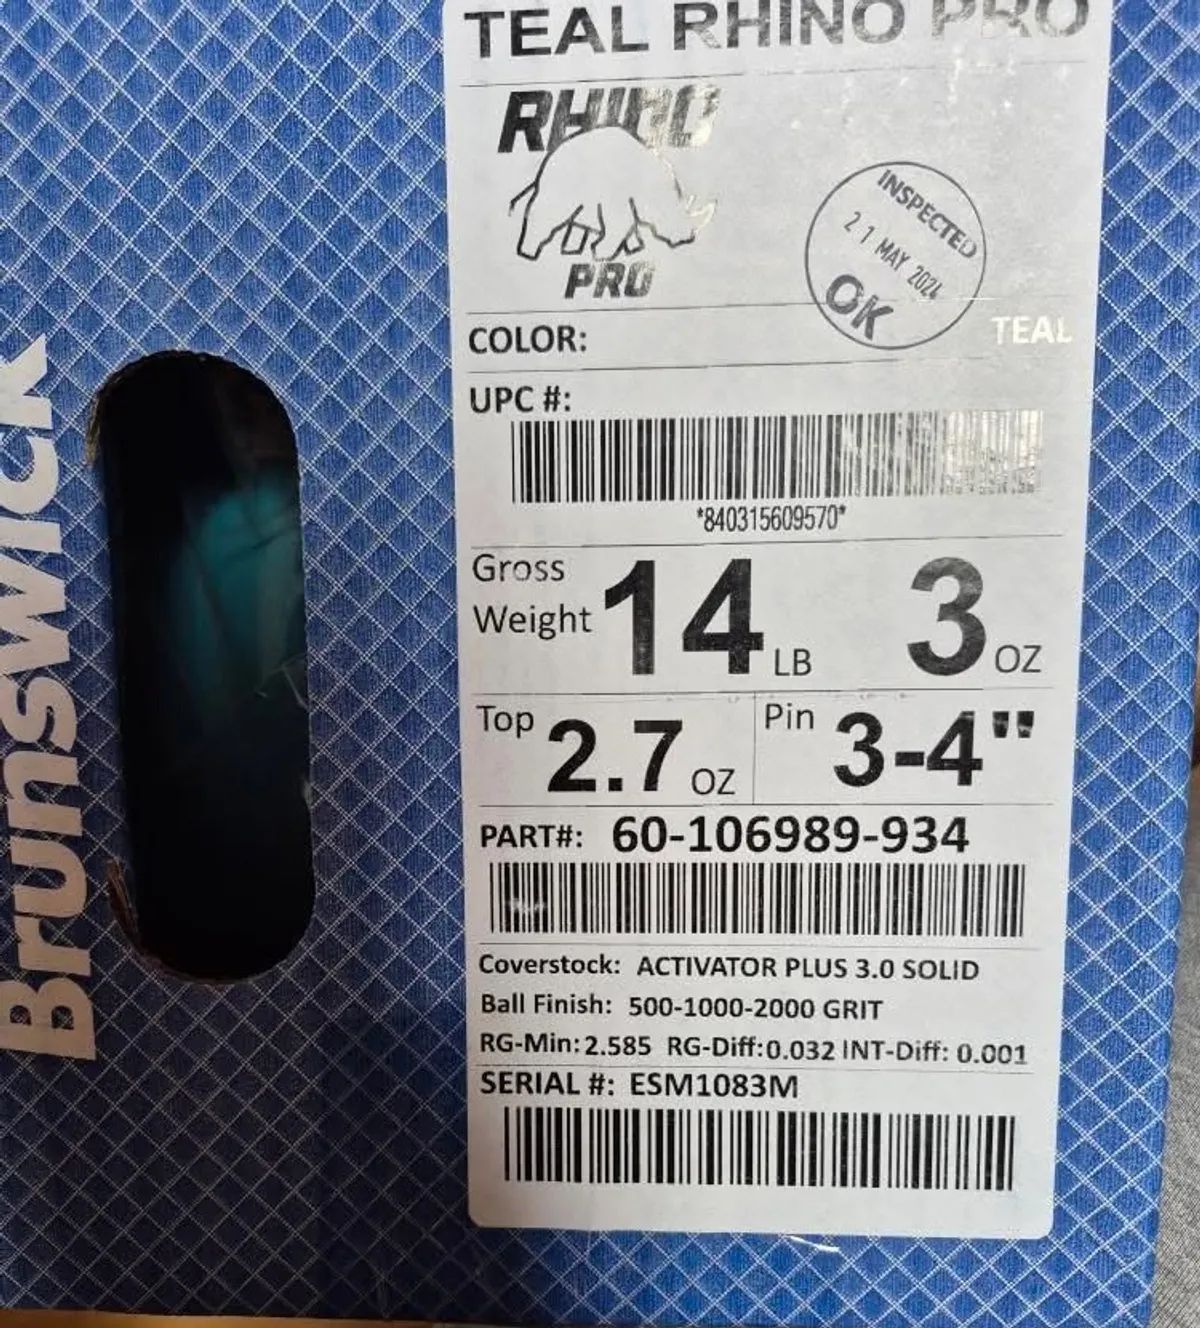 TEAL RHINO PRO
RHINO
PRO
INSPECTED
21 MAY 2024
OK
COLOR: TEAL
UPC #:
*840315609570*
Gross Weight 14 LB 3 OZ
Top 2.7 OZ Pin 3-4"
PART#: 60-106989-934
Coverstock: ACTIVATOR PLUS 3.0 SOLID
Ball Finish: 500-1000-2000 GRIT
RG-Min: 2.585 RG-Diff: 0.032 INT-Diff: 0.001
SERIAL #: ESM1083M
Brunswick